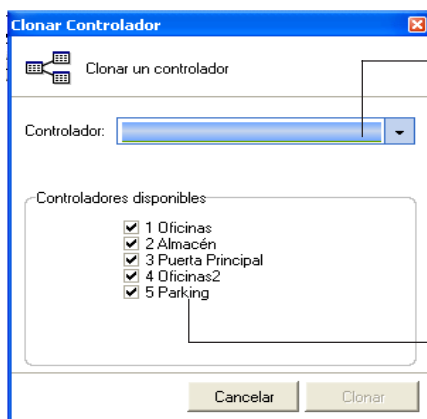 Clonar Controlador
Clonar un controlador
Controlador:
Controladores disponibles
1 Oficinas
2 Almacén
3 Puerta Principal
4 Oficinas2
5 Parking
Cancelar
Clonar